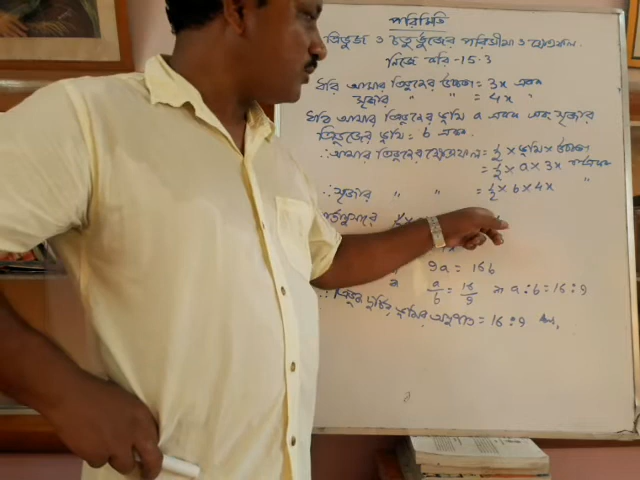 পরিমিতি
ত্রিভুজ ও চতুর্ভুজের পরিসীমা ও ক্ষেত্রফল
নিজে করি - 15.3
ধরি আমার ত্রিভুজের উচ্চতা = 3x একক
সুজার " " = 4x "
ধরি আমার ত্রিভুজের ভূমি a একক এবং সুজার
ত্রিভুজের ভূমি = b একক
∴ আমার ত্রিভুজের ক্ষেত্রফল = ½ × ভূমি × উচ্চতা
= ½ × a × 3x বর্গএকক
∴ সুজার " " = ½ × b × 4x "
9a = 16b
a/b = 16/9 বা a : b = 16 : 9
∴ ত্রিভুজ দুটির ভূমির অনুপাত = 16 : 9 Ans.